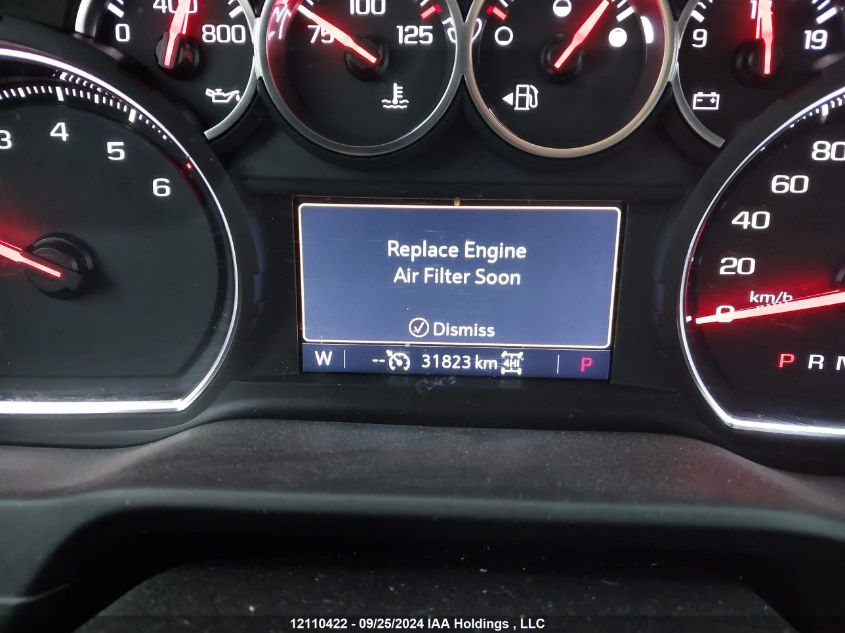 0 400 800
75 100 125
9 19
3 4 5 6
Replace Engine
Air Filter Soon
Dismiss
W -- 31823 km 4HI P
80
60
40
20
0
km/h
P R
12110422 - 09/25/2024 IAA Holdings , LLC